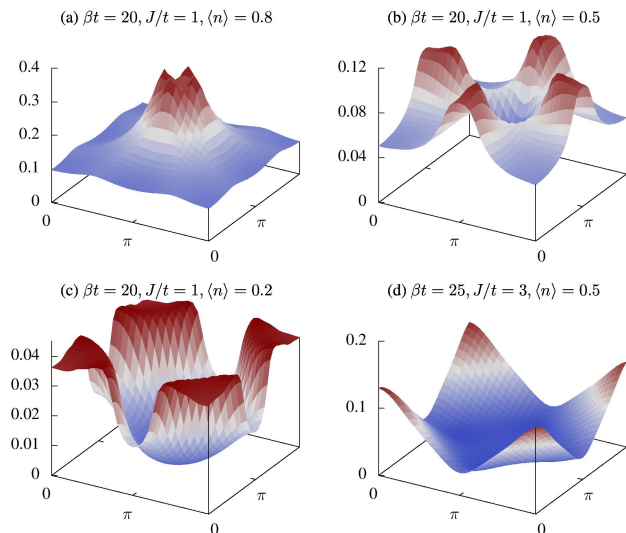 (a) βt = 20, J/t = 1, ⟨n⟩ = 0.8
0.4
0.3
0.2
0.1
0
0
π
0
π
(b) βt = 20, J/t = 1, ⟨n⟩ = 0.5
0.12
0.08
0.04
0
π
0
π
(c) βt = 20, J/t = 1, ⟨n⟩ = 0.2
0.04
0.03
0.02
0.01
0
0
π
0
π
(d) βt = 25, J/t = 3, ⟨n⟩ = 0.5
0.2
0.1
0
0
π
0
π